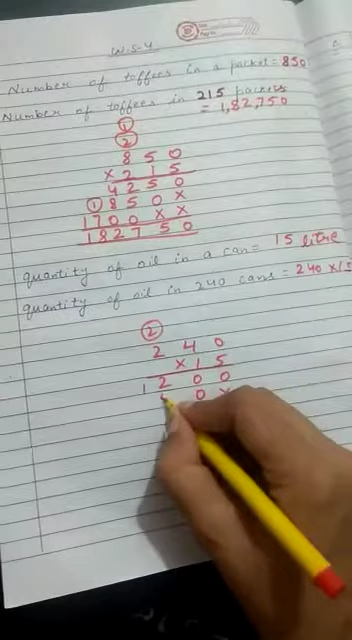 W.S-4
Number of toffees in a packet = 850
Number of toffees in 215 packets
= 1,82,750
1
2
8 5 0
× 2 1 5
4 2 5 0
1 8 5 0 ×
1 7 0 0 × ×
1 8 2 7 5 0
quantity of oil in a can = 15 litre
quantity of oil in 240 cans = 240 × 15
2
2 4 0
× 1 5
1 2 0 0
0 ×